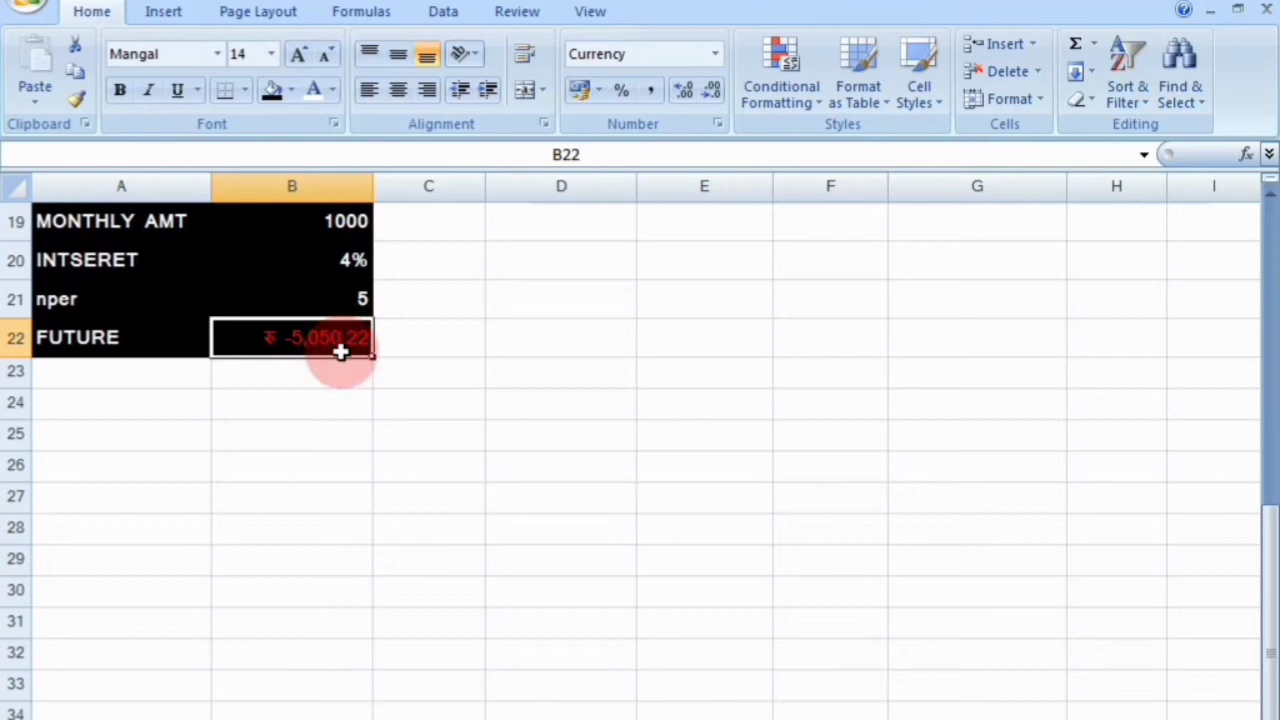 Home Insert Page Layout Formulas Data Review View
Mangal 14 Currency
Paste
B I U
Conditional Formatting
Format as Table
Cell Styles
Insert
Delete
Format
Σ
Sort & Filter
Find & Select
Clipboard Font Alignment Number Styles Cells Editing
B22 fx
A B C D E F G H I
19 MONTHLY AMT 1000
20 INTSERET 4%
21 nper 5
22 FUTURE रु -5,050.22
23
24
25
26
27
28
29
30
31
32
33
34